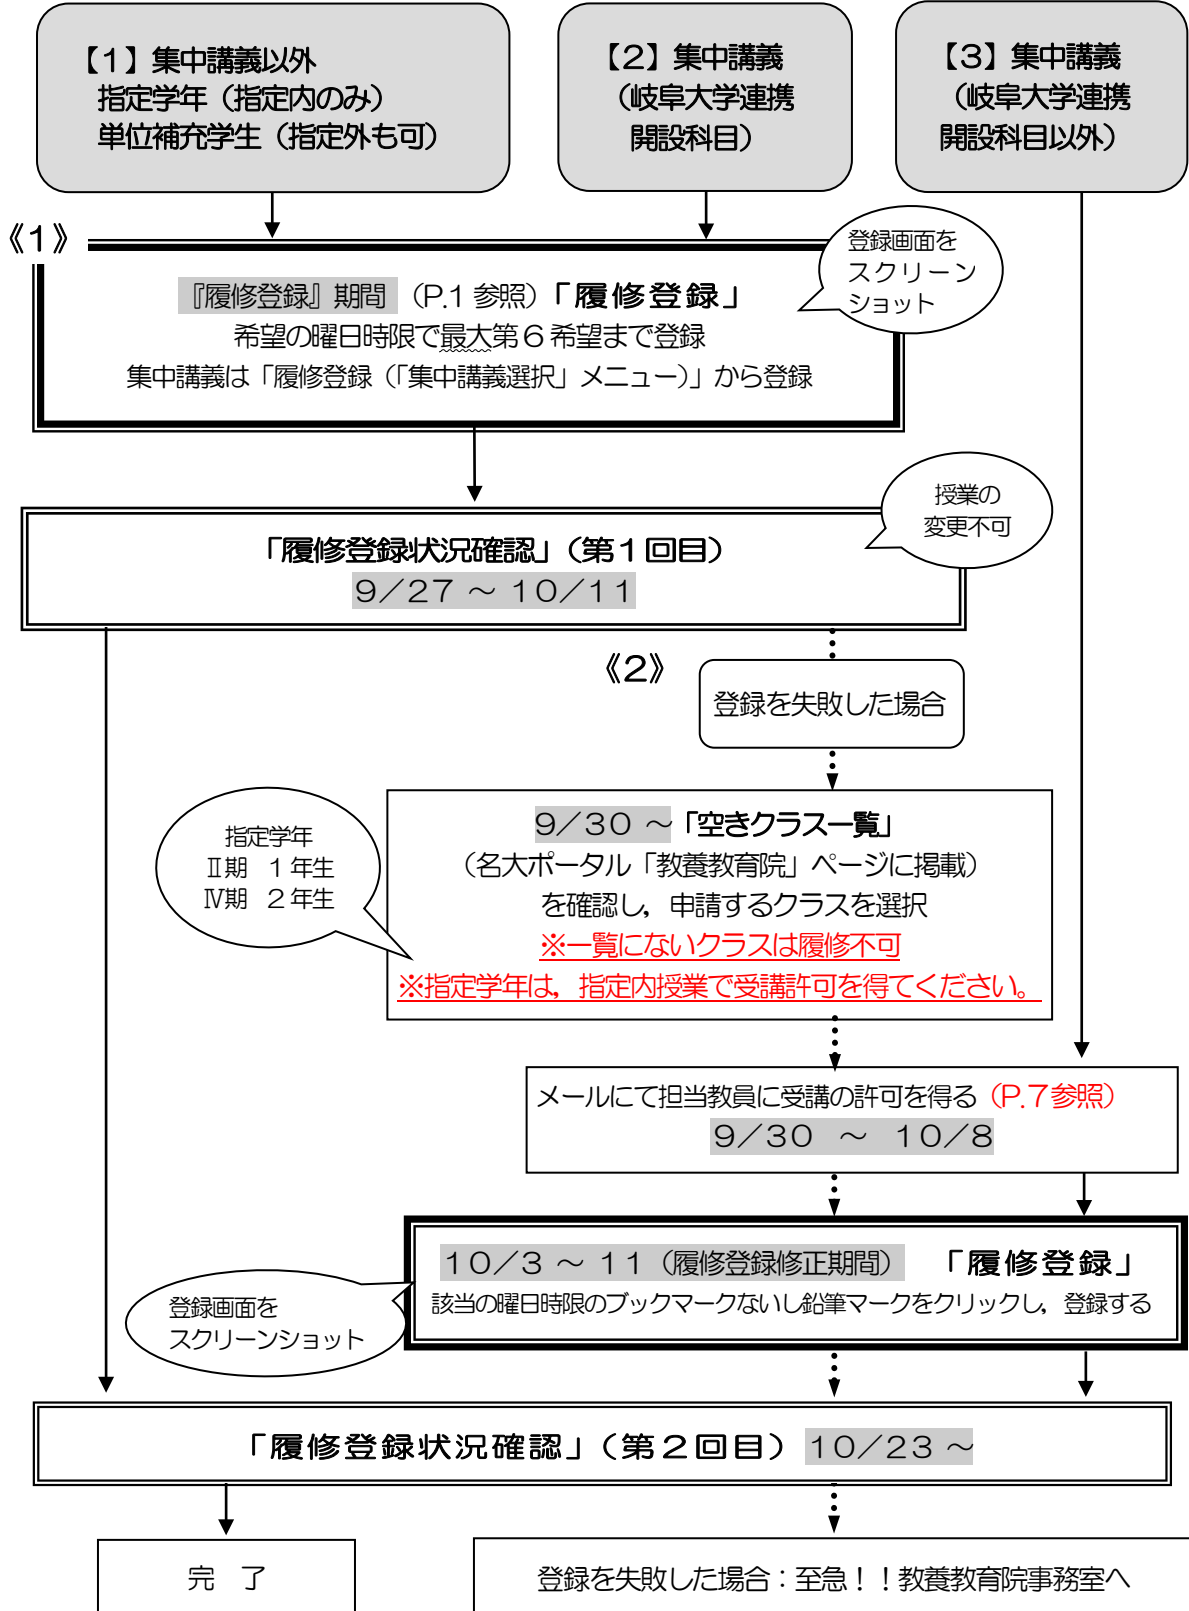 【1】集中講義以外
指定学年（指定内のみ）
単位補充学生（指定外も可）
【2】集中講義
（岐阜大学連携
開設科目）
【3】集中講義
（岐阜大学連携
開設科目以外）
《1》
登録画面を
スクリーン
ショット
『履修登録』期間（P.1 参照）「履修登録」
希望の曜日時限で最大第６希望まで登録
集中講義は「履修登録（「集中講義選択」メニュー）」から登録
授業の
変更不可
「履修登録状況確認」（第１回目）
９／２７ ～ １０／１１
《2》
登録を失敗した場合
指定学年
Ⅱ期 １年生
Ⅳ期 ２年生
９／３０ ～「空きクラス一覧」
（名大ポータル「教養教育院」ページに掲載）
を確認し，申請するクラスを選択
※一覧にないクラスは履修不可
※指定学年は，指定内授業で受講許可を得てください。
メールにて担当教員に受講の許可を得る（P.７参照）
９／３０ ～ １０／８
１０／３ ～ １１（履修登録修正期間） 「履修登録」
該当の曜日時限のブックマークないし鉛筆マークをクリックし，登録する
登録画面を
スクリーンショット
「履修登録状況確認」（第２回目）１０／２３ ～
完 了
登録を失敗した場合：至急！！教養教育院事務室へ